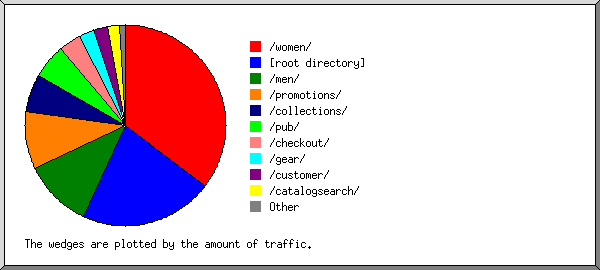 /women/
[root directory]
/men/
/promotions/
/collections/
/pub/
/checkout/
/gear/
/customer/
/catalogsearch/
Other
The wedges are plotted by the amount of traffic.